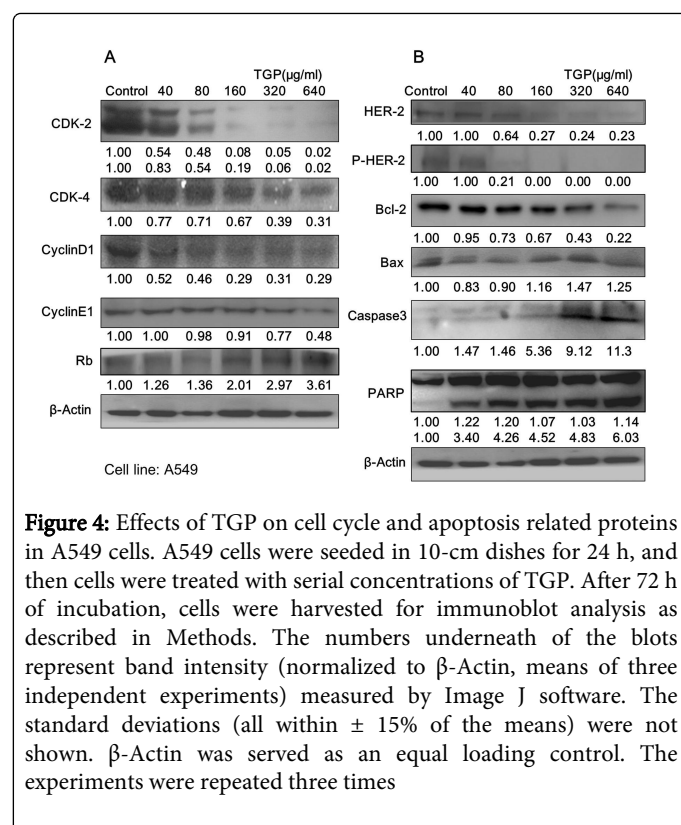 A
TGP(μg/ml)
Control 40 80 160 320 640
CDK-2
1.00 0.54 0.48 0.08 0.05 0.02
1.00 0.83 0.54 0.19 0.06 0.02
CDK-4
1.00 0.77 0.71 0.67 0.39 0.31
CyclinD1
1.00 0.52 0.46 0.29 0.31 0.29
CyclinE1
1.00 1.00 0.98 0.91 0.77 0.48
Rb
1.00 1.26 1.36 2.01 2.97 3.61
β-Actin
Cell line: A549
B
TGP(μg/ml)
Control 40 80 160 320 640
HER-2
1.00 1.00 0.64 0.27 0.24 0.23
P-HER-2
1.00 1.00 0.21 0.00 0.00 0.00
Bcl-2
1.00 0.95 0.73 0.67 0.43 0.22
Bax
1.00 0.83 0.90 1.16 1.47 1.25
Caspase3
1.00 1.47 1.46 5.36 9.12 11.3
PARP
1.00 1.22 1.20 1.07 1.03 1.14
1.00 3.40 4.26 4.52 4.83 6.03
β-Actin
Figure 4: Effects of TGP on cell cycle and apoptosis related proteins
in A549 cells. A549 cells were seeded in 10-cm dishes for 24 h, and
then cells were treated with serial concentrations of TGP. After 72 h
of incubation, cells were harvested for immunoblot analysis as
described in Methods. The numbers underneath of the blots
represent band intensity (normalized to β-Actin, means of three
independent experiments) measured by Image J software. The
standard deviations (all within ± 15% of the means) were not
shown. β-Actin was served as an equal loading control. The
experiments were repeated three times